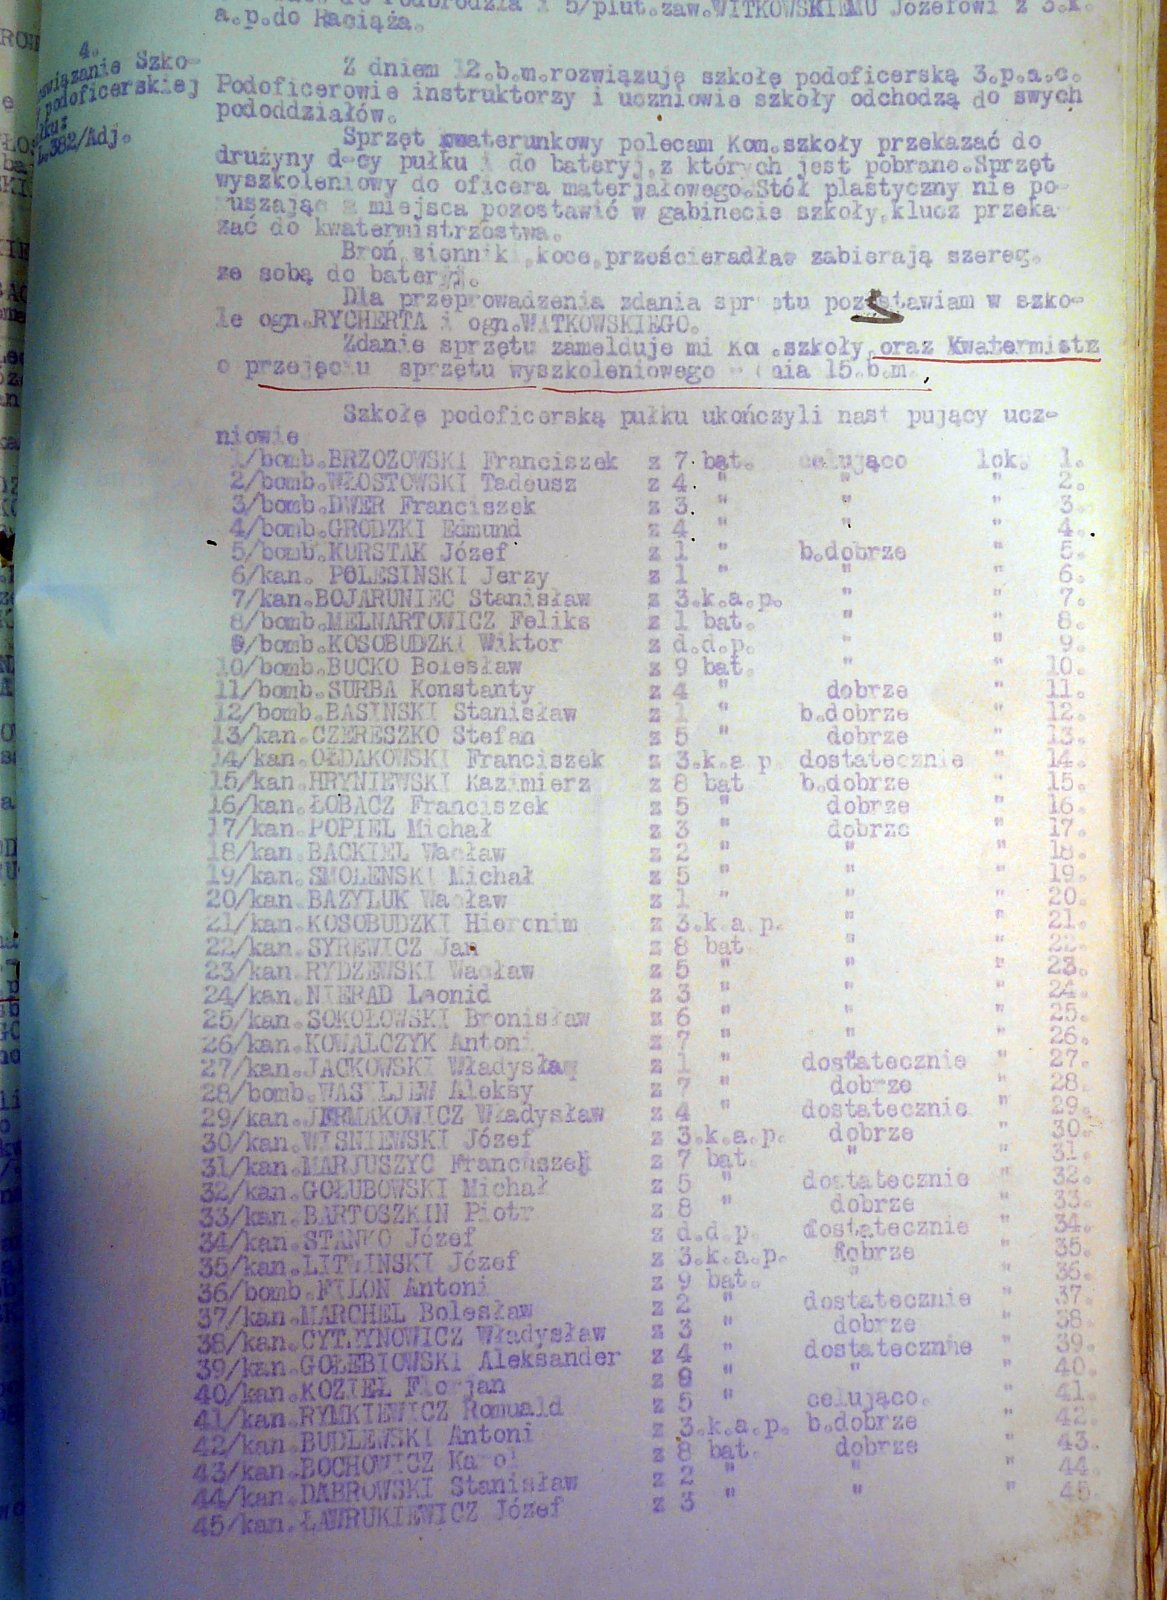 do Podbrodzia i 5/plut.zaw.WITKOWSKIEMU Józefowi z 3.k.
a.p.do Raciąża.
4.
Rozwiązanie Szko-
podoficerskiej
pułku:
L.382/Adj.
Z dniem 12.b.m.rozwiązuję szkołę podoficerską 3.p.a.c.
Podoficerowie instruktorzy i uczniowie szkoły odchodzą do swych
pododdziałów.
Sprzęt kwaterunkowy polecam Kom.szkoły przekazać do
drużyny d-cy pułku i do bateryj,z których jest pobrane.Sprzęt
wyszkoleniowy do oficera materjałowego.Stół plastyczny nie po-
ruszając z miejsca pozostawić w gabinecie szkoły,klucz przeka-
zać do kwatermistrzostwa.
Broń,sienniki,koce,prześcieradła zabierają szereg.
ze sobą do bateryj.
Dla przeprowadzenia zdania sprzętu pozostawiam w szko-
le ogn.RYCHERTA i ogn.WITKOWSKIEGO.
Zdanie sprzętu zamelduje mi Kom.szkoły,oraz Kwatermistrz
o przejęciu sprzętu wyszkoleniowego - dnia 15.b.m.
Szkołę podoficerską pułku ukończyli następujący ucz-
niowie
1/bomb.BRZOZOWSKI Franciszek z 7 bat. celująco lok. 1.
2/bomb.WŁOSTOWSKI Tadeusz z 4 " " " 2.
3/bomb.DWER Franciszek z 3 " " " 3.
4/bomb.GRODZKI Edmund z 4 " " " 4.
5/bomb.KURSTAK Józef z 1 " b.dobrze " 5.
6/kan. POLESINSKI Jerzy z 1 " " " 6.
7/kan.BOJARUNIEC Stanisław z 3.k.a.p. " " 7.
8/bomb.MELNARTOWICZ Feliks z 1 bat. " " 8.
9/bomb.KOSOBUDZKI Wiktor z d.d.p. " " 9.
10/bomb.BUCKO Bolesław z 9 bat. " " 10.
11/bomb.SURBA Konstanty z 4 " dobrze " 11.
12/bomb.BASINSKI Stanisław z 1 " b.dobrze " 12.
13/kan.CZERESZKO Stefan z 5 " dobrze " 13.
14/kan.OŁDAKOWSKI Franciszek z 3.k.a p. dostatecznie " 14.
15/kan.HRYNIEWSKI Kazimierz z 8 bat b.dobrze " 15.
16/kan.ŁOBACZ Franciszek z 5 " dobrze " 16.
17/kan.POPIEL Michał z 3 " dobrze " 17.
18/kan.BACKIEL Wacław z 2 " " " 18.
19/kan.SMOLENSKI Michał z 5 " " " 19.
20/kan.BAZYLUK Wacław z 1 " " " 20.
21/kan.KOSOBUDZKI Hieronim z 3.k.a.p. " " 21.
22/kan.SYREWICZ Jan z 8 bat. " " 22.
23/kan.RYDZEWSKI Wacław z 5 " " " 23.
24/kan.NIERAD Leonid z 3 " " " 24.
25/kan.SOKOŁOWSKI Bronisław z 6 " " " 25.
26/kan.KOWALCZYK Antoni z 7 " " " 26.
27/kan.JACKOWSKI Władysław z 1 " dostatecznie " 27.
28/bomb.WASILJEW Aleksy z 7 " dobrze " 28.
29/kan.JERMAKOWICZ Władysław z 4 " dostatecznie " 29.
30/kan.WISNIEWSKI Józef z 3.k.a.p. dobrze " 30.
31/kan.MARJUSZYC Franciszek z 7 bat. " " 31.
32/kan.GOŁUBOWSKI Michał z 5 " dostatecznie " 32.
33/kan.BARTOSZKIN Piotr z 8 " dobrze " 33.
34/kan.STANKO Józef z d.d.p. dostatecznie " 34.
35/kan.LITWINSKI Józef z 3.k.a.p. dobrze " 35.
36/bomb.FILON Antoni z 9 bat. " " 36.
37/kan.MARCHEL Bolesław z 2 " dostatecznie " 37.
38/kan.CYTRYNOWICZ Władysław z 3 " dobrze " 38.
39/kan.GOŁEBIOWSKI Aleksander z 4 " dostatecznie " 39.
40/kan.KOZIEŁ Florjan z 9 " " " 40.
41/kan.RYMKIEWICZ Romuald z 5 " celująco. " 41.
42/kan.BUDLEWSKI Antoni z 3.k.a.p. b.dobrze " 42.
43/kan.BOCHOWICZ Karol z 8 bat. dobrze " 43.
44/kan.DABROWSKI Stanisław z 2 " " " 44.
45/kan.ŁAWRUKIEWICZ Józef z 3 " " " 45.